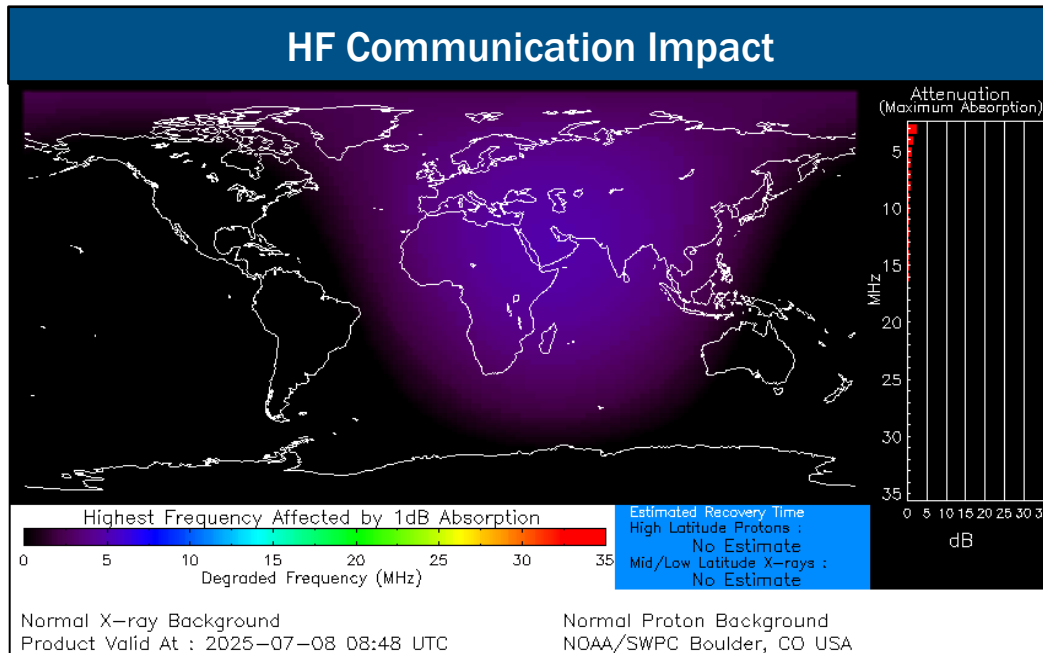 HF Communication Impact
Attenuation
(Maximum Absorption)
5
10
15
20
25
30
35
MHz
0 5 10 15 20 25 30
dB
Highest Frequency Affected by 1dB Absorption
0 5 10 15 20 25 30 35
Degraded Frequency (MHz)
Estimated Recovery Time
High Latitude Protons :
No Estimate
Mid/Low Latitude X-rays :
No Estimate
Normal X-ray Background
Product Valid At : 2025-07-08 08:48 UTC
Normal Proton Background
NOAA/SWPC Boulder, CO USA